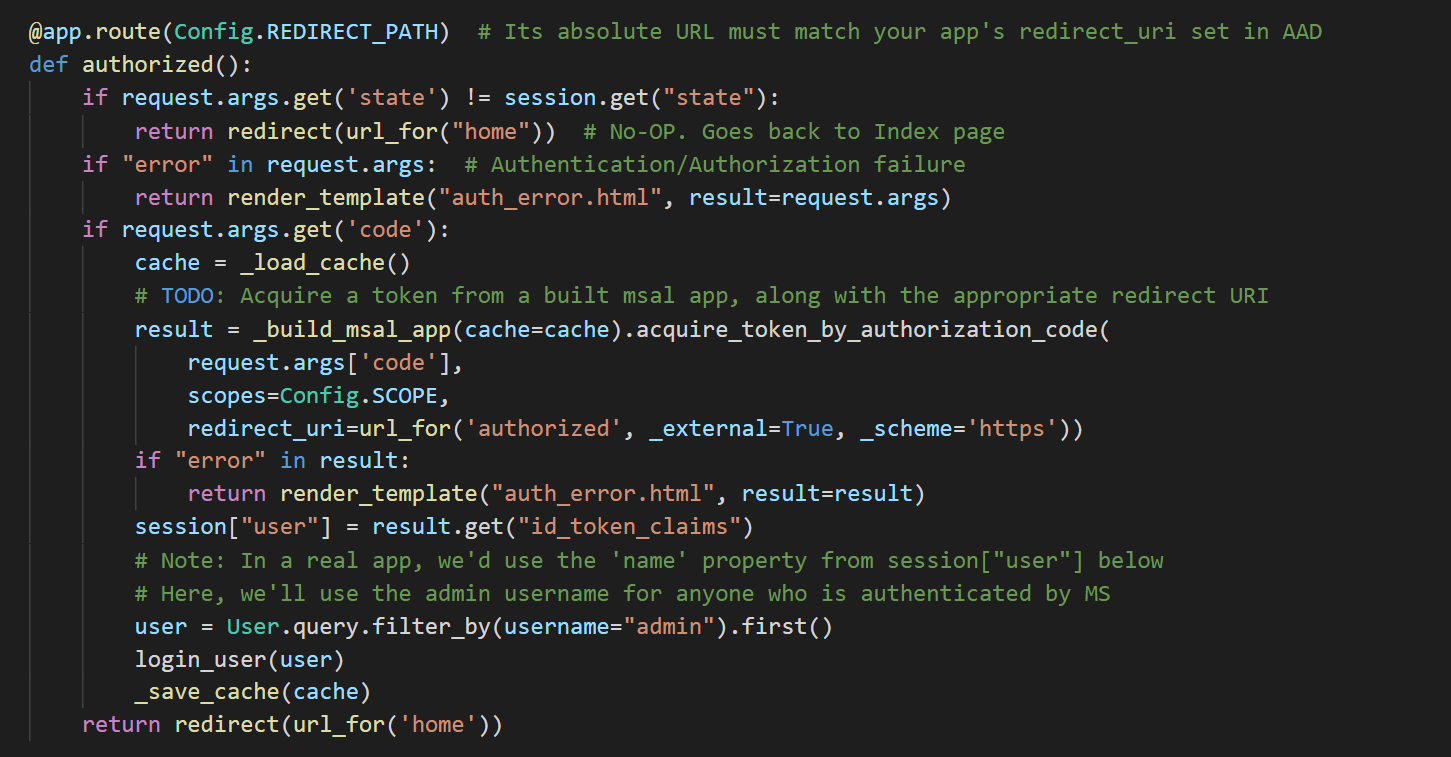 @app.route(Config.REDIRECT_PATH)  # Its absolute URL must match your app's redirect_uri set in AAD
def authorized():
    if request.args.get('state') != session.get("state"):
        return redirect(url_for("home"))  # No-OP. Goes back to Index page
    if "error" in request.args:  # Authentication/Authorization failure
        return render_template("auth_error.html", result=request.args)
    if request.args.get('code'):
        cache = _load_cache()
        # TODO: Acquire a token from a built msal app, along with the appropriate redirect URI
        result = _build_msal_app(cache=cache).acquire_token_by_authorization_code(
            request.args['code'],
            scopes=Config.SCOPE,
            redirect_uri=url_for('authorized', _external=True, _scheme='https'))
        if "error" in result:
            return render_template("auth_error.html", result=result)
        session["user"] = result.get("id_token_claims")
        # Note: In a real app, we'd use the 'name' property from session["user"] below
        # Here, we'll use the admin username for anyone who is authenticated by MS
        user = User.query.filter_by(username="admin").first()
        login_user(user)
        _save_cache(cache)
    return redirect(url_for('home'))